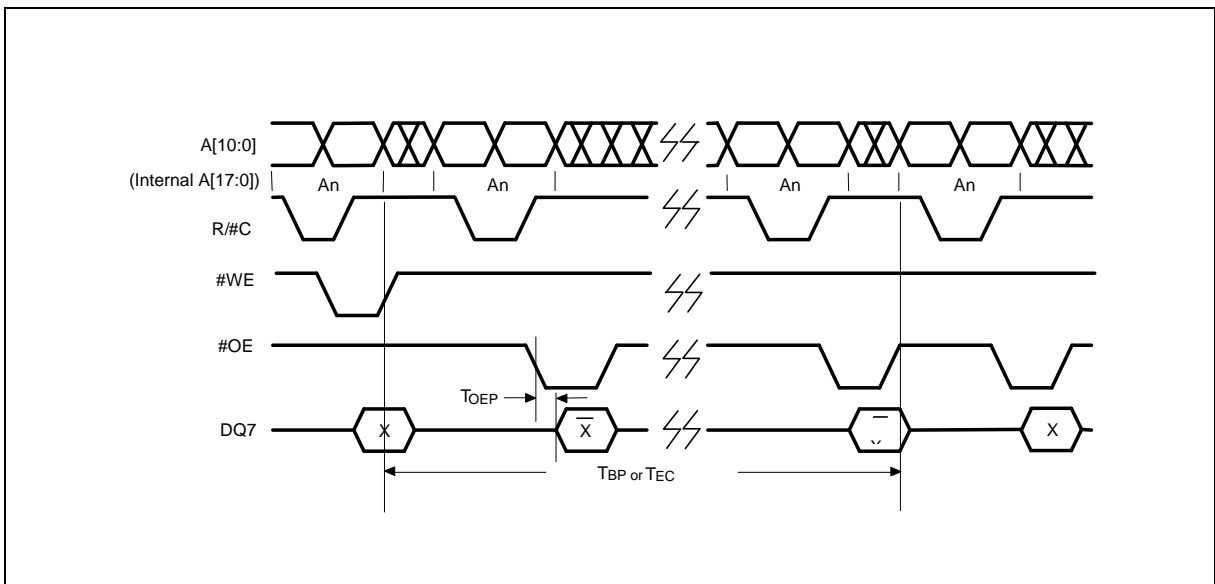 A[10:0]
(Internal A[17:0])
An An An An
R/#C
#WE
#OE
TOEP
DQ7
X X̅ X
TBP or TEC